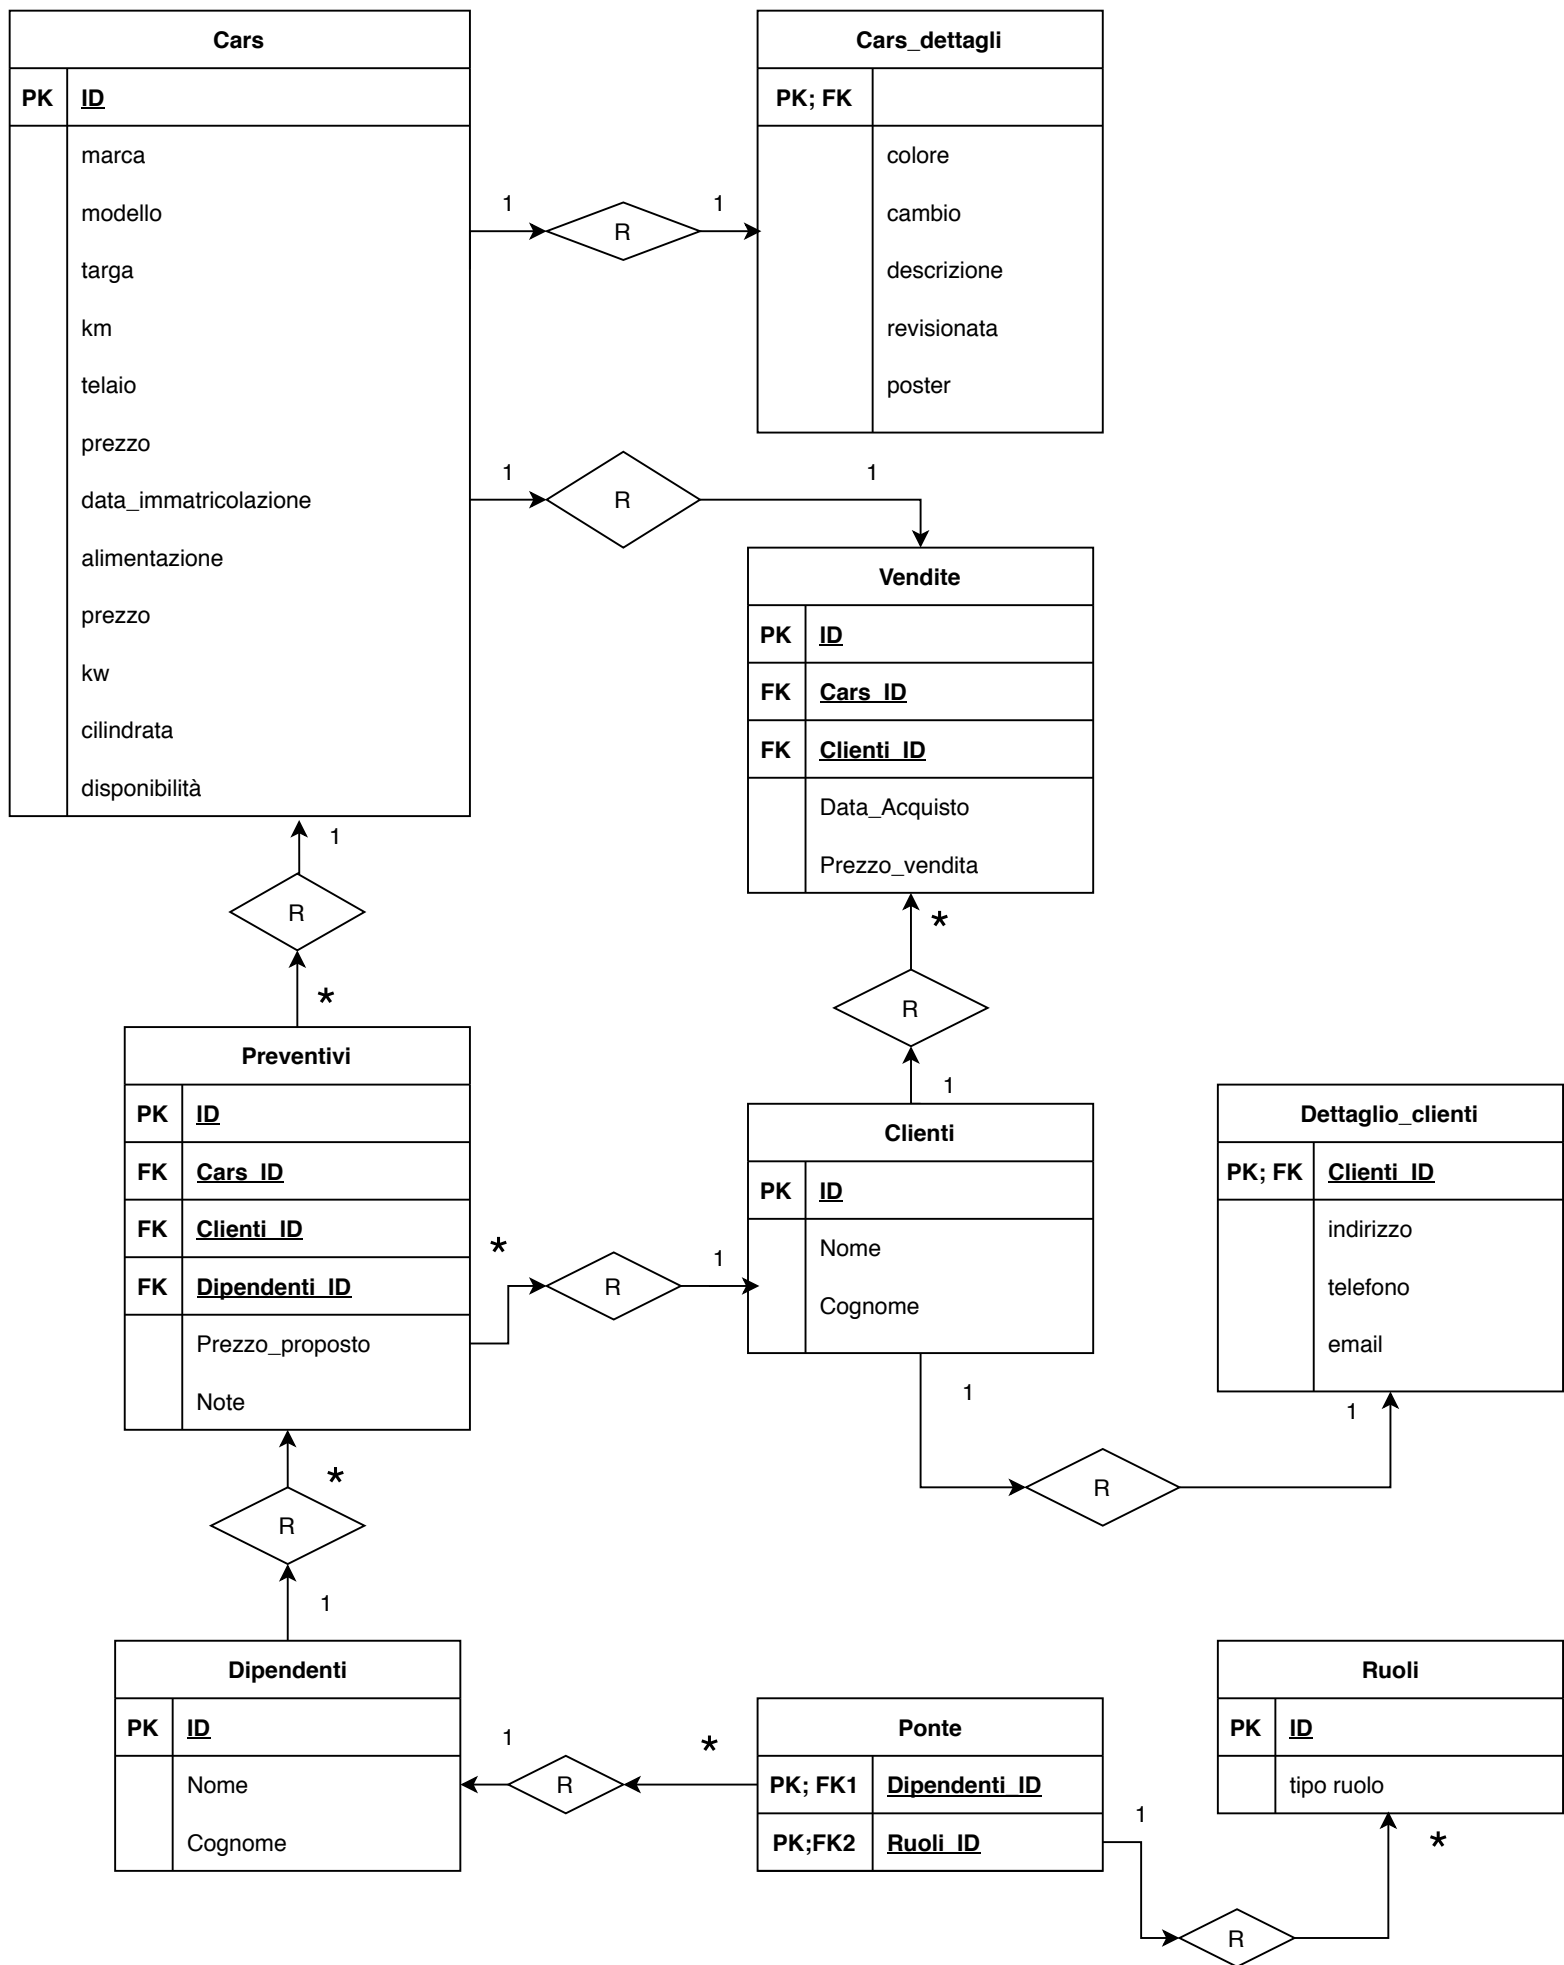 Cars
PK ID
marca
modello
targa
km
telaio
prezzo
data_immatricolazione
alimentazione
prezzo
kw
cilindrata
disponibilità
1
R
1
Cars_dettagli
PK; FK
colore
cambio
descrizione
revisionata
poster
1
R
1
Vendite
PK ID
FK Cars_ID
FK Clienti_ID
Data_Acquisto
Prezzo_vendita
1
R
*
*
R
1
Preventivi
PK ID
FK Cars_ID
FK Clienti_ID
FK Dipendenti_ID
Prezzo_proposto
Note
*
R
1
Clienti
PK ID
Nome
Cognome
1
R
1
Dettaglio_clienti
PK; FK Clienti_ID
indirizzo
telefono
email
*
R
1
Dipendenti
PK ID
Nome
Cognome
1
R
*
Ponte
PK; FK1 Dipendenti_ID
PK;FK2 Ruoli_ID
1
R
*
Ruoli
PK ID
tipo ruolo